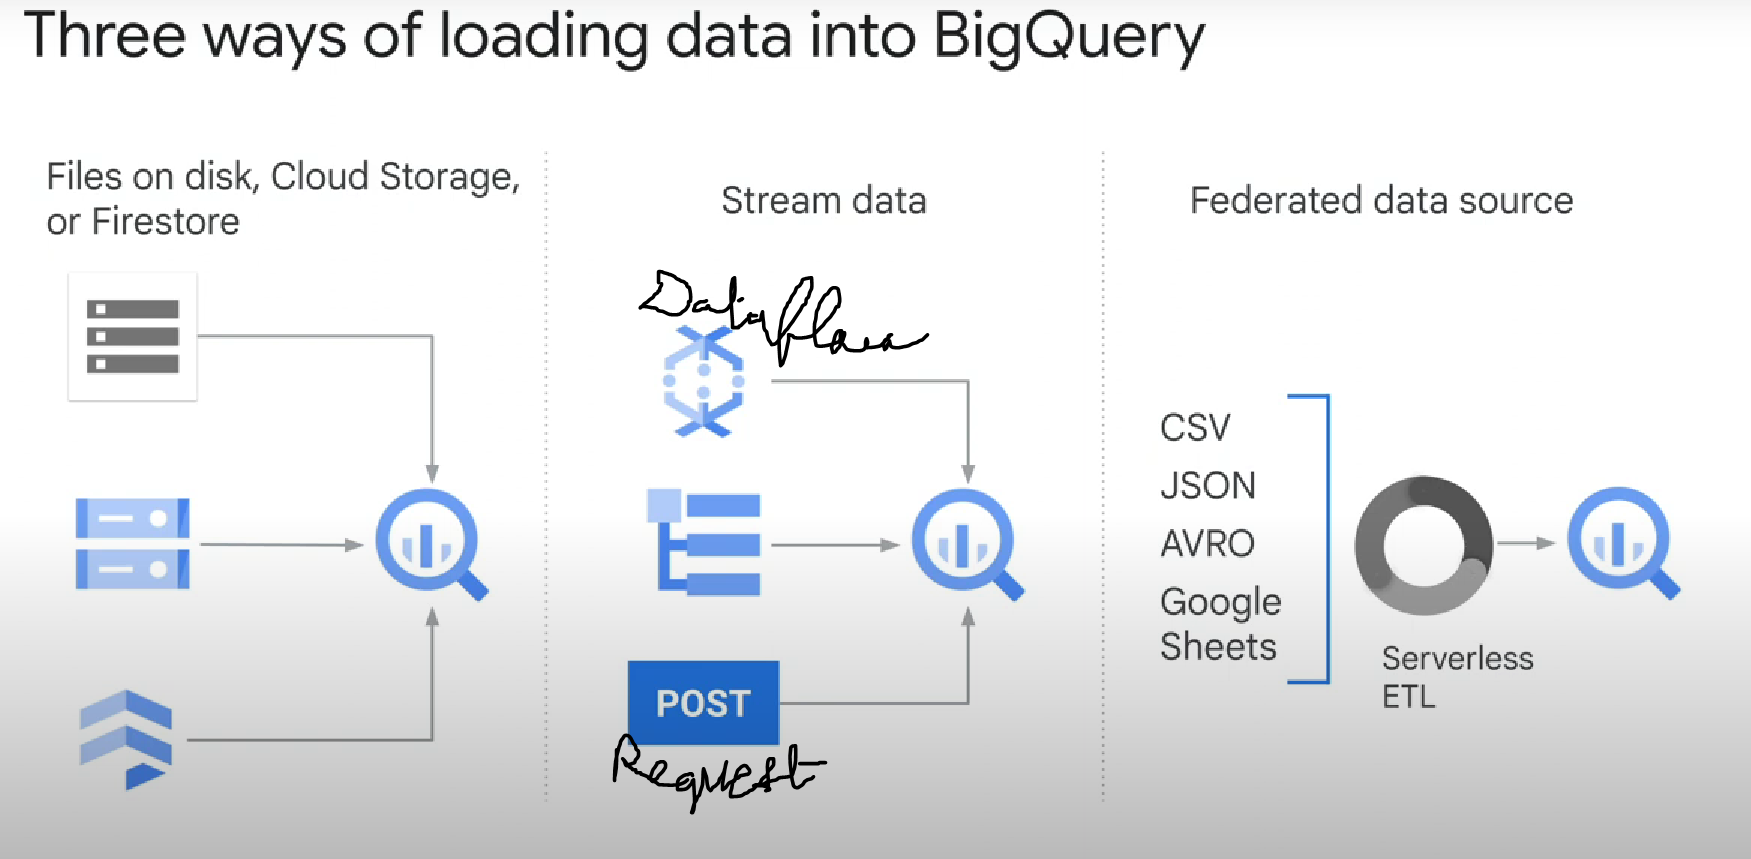 Three ways of loading data into BigQuery
Files on disk, Cloud Storage,
or Firestore
Stream data
Dataflow
POST
Request
Federated data source
CSV
JSON
AVRO
Google
Sheets
Serverless
ETL